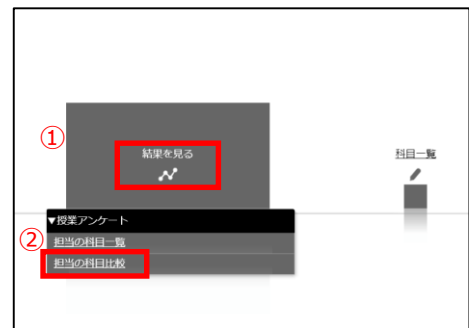 ①
結果を見る
科目一覧
▼授業アンケート
②
担当の科目一覧
担当の科目比較